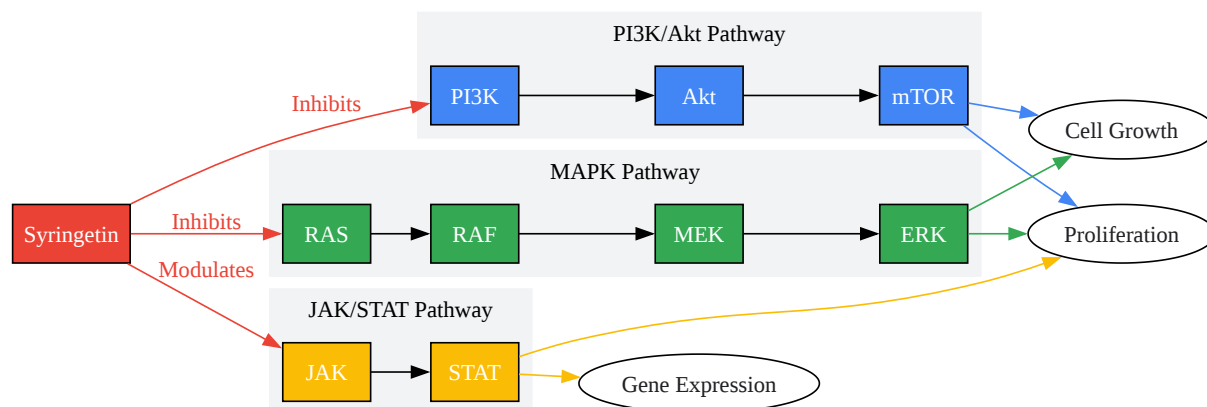 PI3K/Akt Pathway
PI3K
Akt
mTOR
Inhibits
Cell Growth
MAPK Pathway
Syringetin
Inhibits
RAS
RAF
MEK
ERK
Proliferation
Modulates
JAK/STAT Pathway
JAK
STAT
Gene Expression